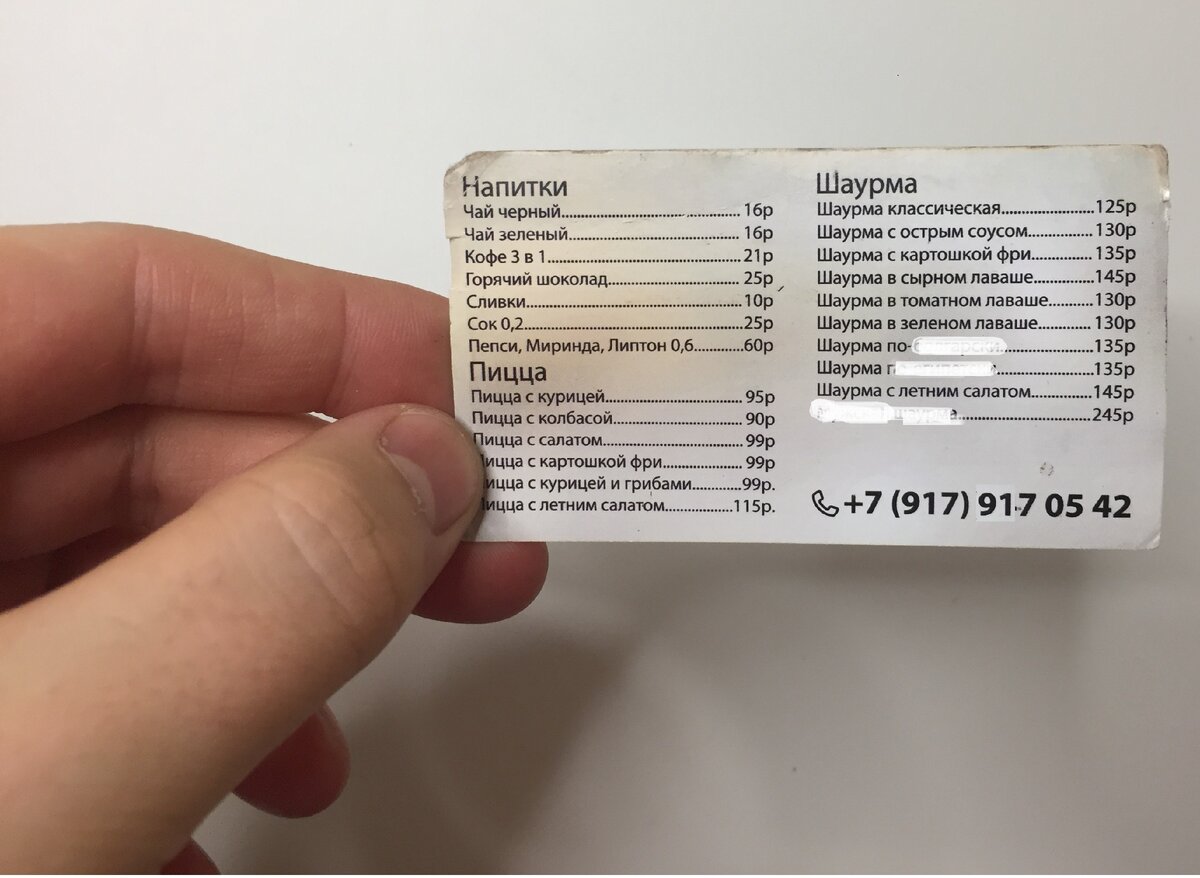 Напитки
Чай черный.............................. 16р
Чай зеленый............................ 16р
Кофе 3 в 1................................ 21р
Горячий шоколад...................... 25р
Сливки.................................... 10р
Сок 0,2.................................... 25р
Пепси, Миринда, Липтон 0,6............60р
Пицца
Пицца с курицей........................ 95р
Пицца с колбасой...................... 90р
Пицца с салатом........................ 99р
Пицца с картошкой фри.............. 99р
Пицца с курицей и грибами..........99р.
Пицца с летним салатом.................115р.
Шаурма
Шаурма классическая.....................125р
Шаурма с острым соусом...............130р
Шаурма с картошкой фри..............135р
Шаурма в сырном лаваше..............145р
Шаурма в томатном лаваше...........130р
Шаурма в зеленом лаваше.............130р
Шаурма по-..............................135р
Шаурма ..............................135р
Шаурма с летним салатом..............145р
..............................245р
+7 (917) 917 05 42